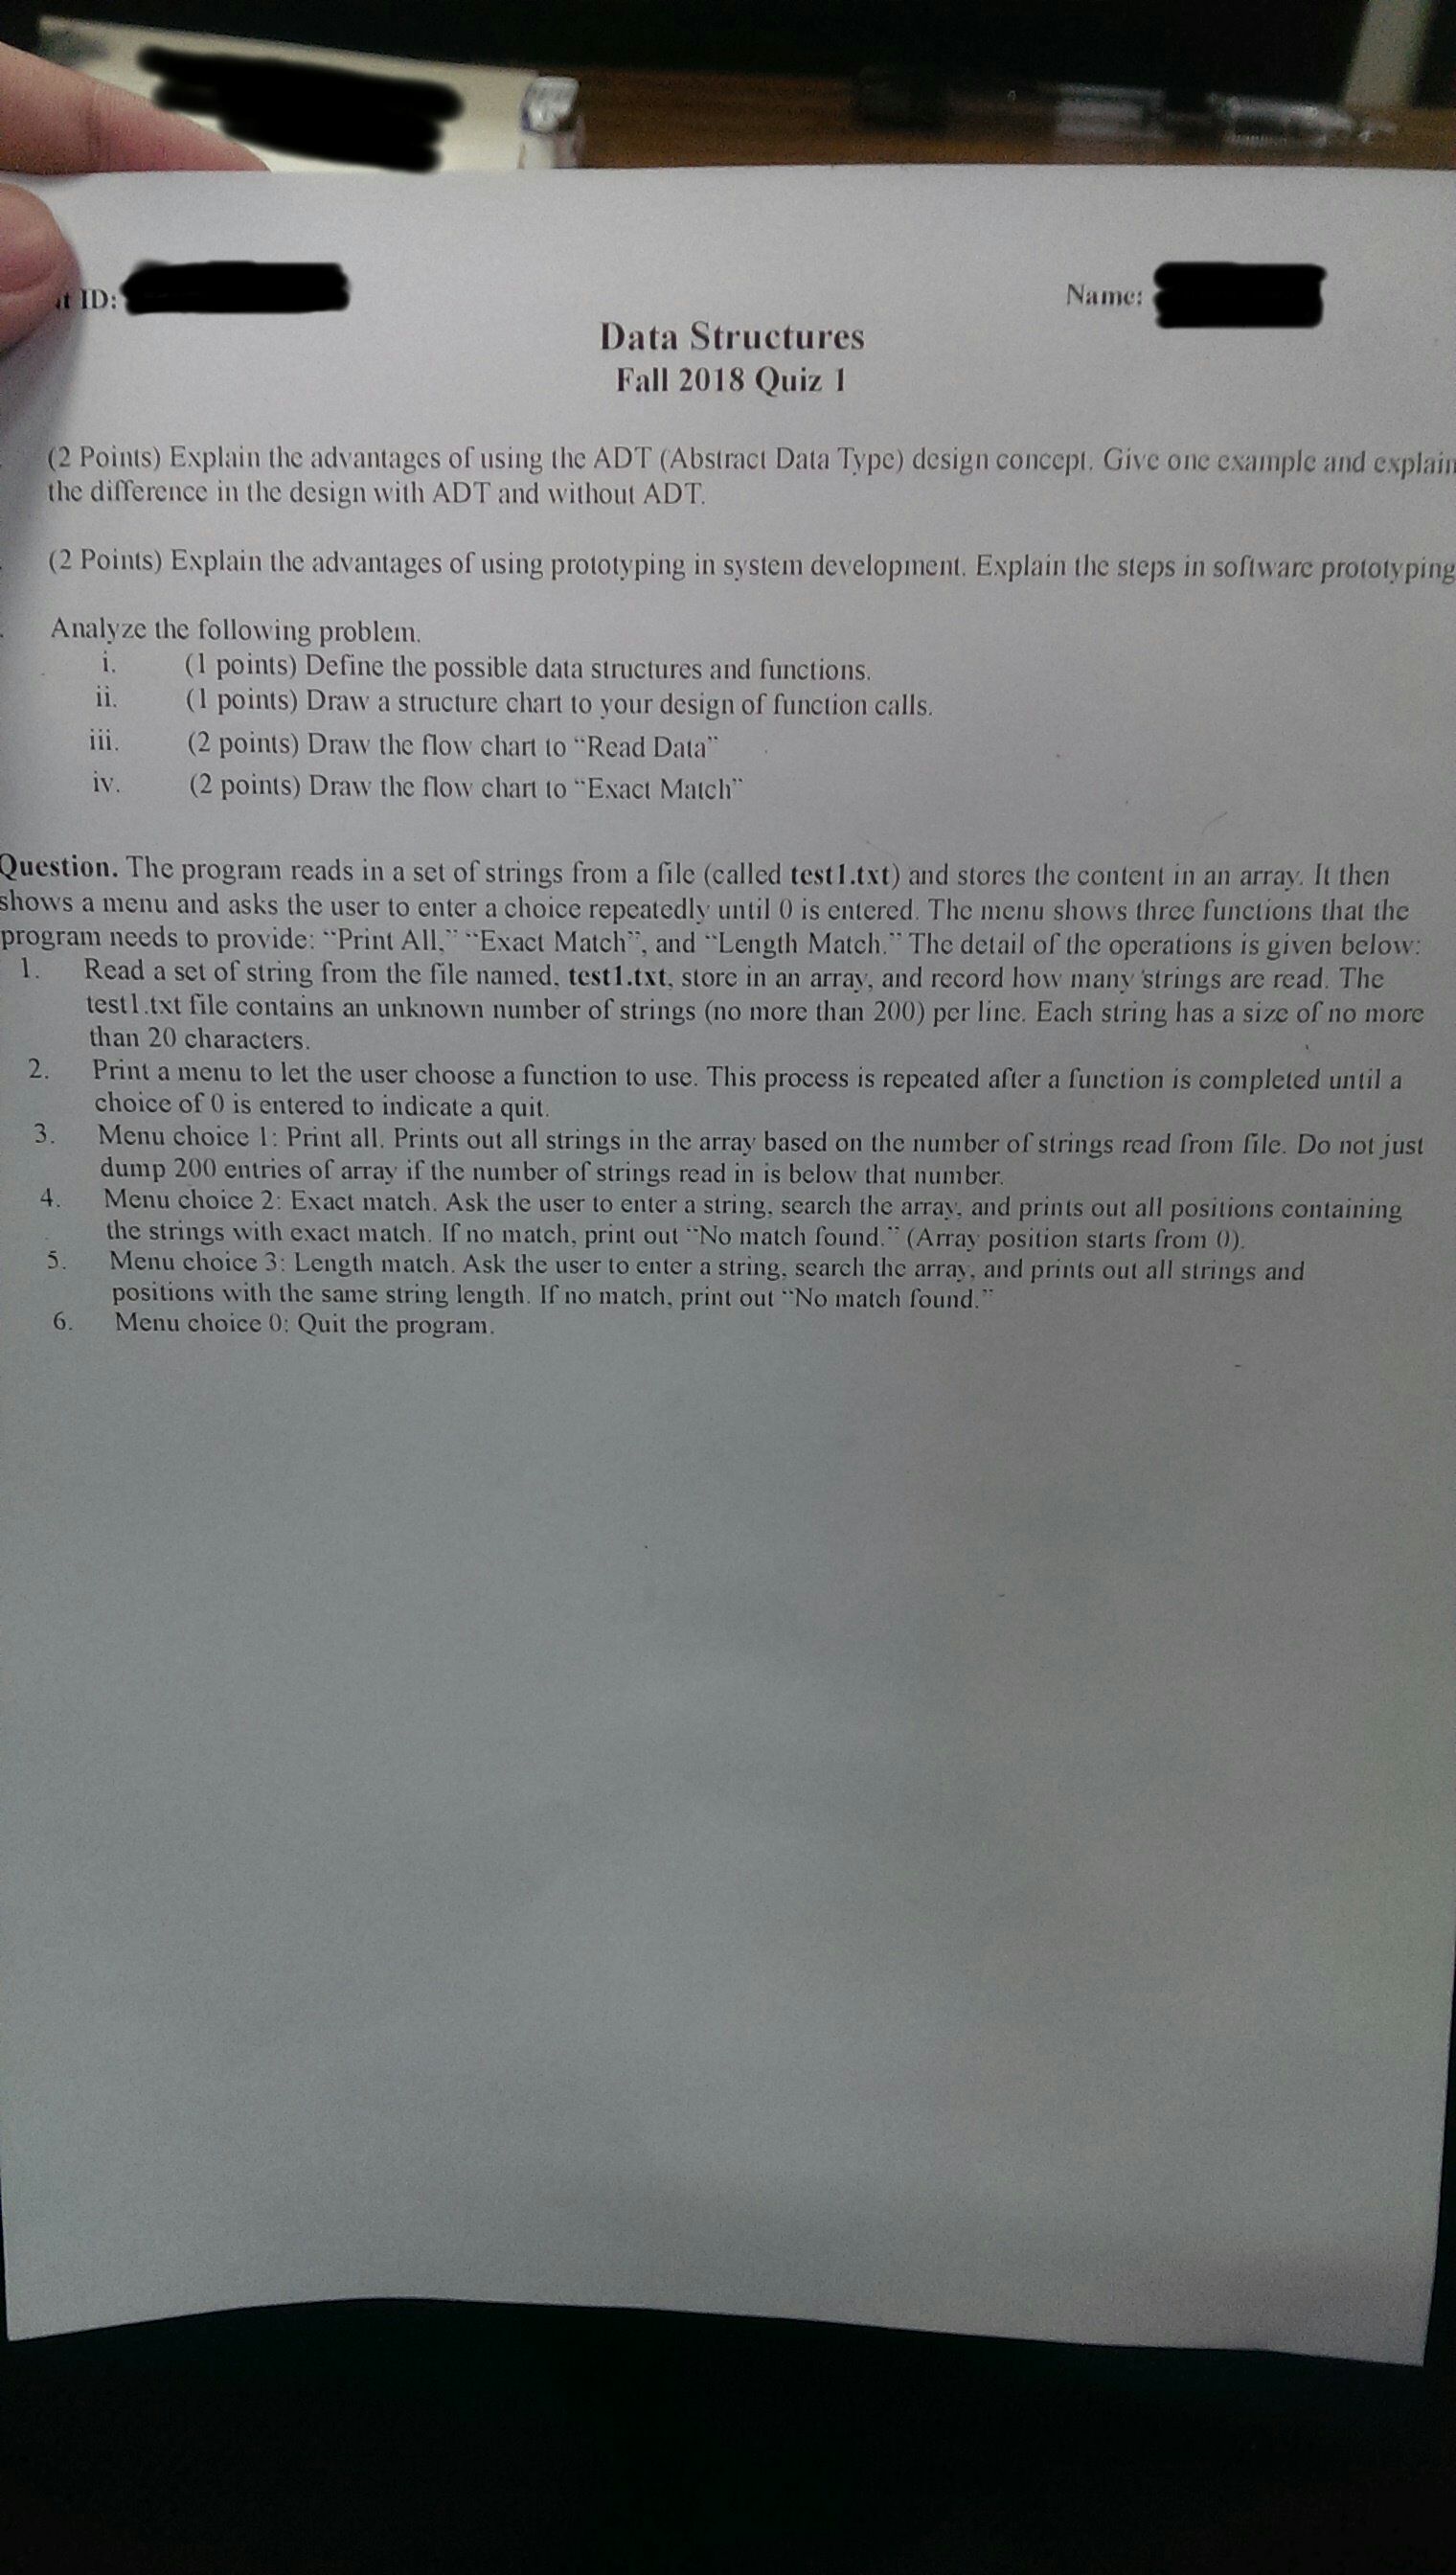 ID:
Name:
Data Structures
Fall 2018 Quiz 1
(2 Points) Explain the advantages of using the ADT (Abstract Data Type) design concept. Give one example and explain
the difference in the design with ADT and without ADT.
(2 Points) Explain the advantages of using prototyping in system development. Explain the steps in software prototyping
Analyze the following problem.
i. (1 points) Define the possible data structures and functions.
ii. (1 points) Draw a structure chart to your design of function calls.
iii. (2 points) Draw the flow chart to “Read Data”
iv. (2 points) Draw the flow chart to “Exact Match”
Question. The program reads in a set of strings from a file (called test1.txt) and stores the content in an array. It then
shows a menu and asks the user to enter a choice repeatedly until 0 is entered. The menu shows three functions that the
program needs to provide: “Print All,” “Exact Match”, and “Length Match.” The detail of the operations is given below:
1. Read a set of string from the file named, test1.txt, store in an array, and record how many strings are read. The
test1.txt file contains an unknown number of strings (no more than 200) per line. Each string has a size of no more
than 20 characters.
2. Print a menu to let the user choose a function to use. This process is repeated after a function is completed until a
choice of 0 is entered to indicate a quit.
3. Menu choice 1: Print all. Prints out all strings in the array based on the number of strings read from file. Do not just
dump 200 entries of array if the number of strings read in is below that number.
4. Menu choice 2: Exact match. Ask the user to enter a string, search the array, and prints out all positions containing
the strings with exact match. If no match, print out “No match found.” (Array position starts from 0).
5. Menu choice 3: Length match. Ask the user to enter a string, search the array, and prints out all strings and
positions with the same string length. If no match, print out “No match found.”
6. Menu choice 0: Quit the program.